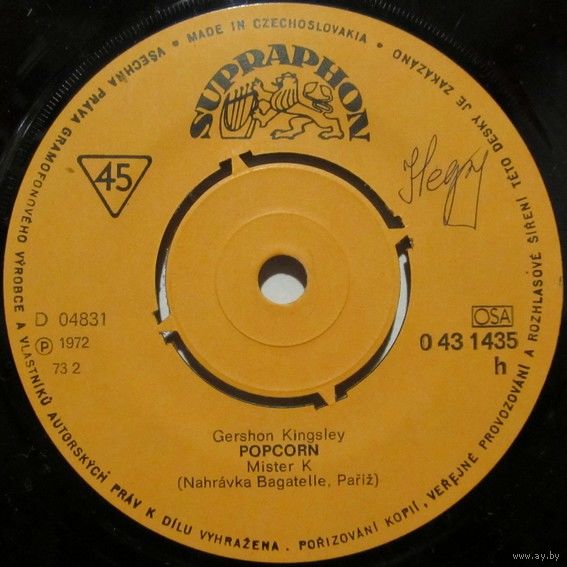 VŠECHNA PRÁVA GRAMOFONOVÉHO VÝROBCE A VLASTNÍKŮ AUTORSKÝCH PRÁV K DÍLU VYHRAŽENA. POŘIZOVÁNÍ KOPIÍ, VEŘEJNÉ PROVOZOVÁNÍ A ROZHLASOVÉ ŠÍŘENÍ TÉTO DESKY JE ZAKÁZÁNO
• MADE IN CZECHOSLOVAKIA •
SUPRAPHON
45
D 04831
℗ 1972
73 2
OSA
0 43 1435
h
Gershon Kingsley
POPCORN
Mister K
(Nahrávka Bagatelle, Paříž)
© www.ay.by